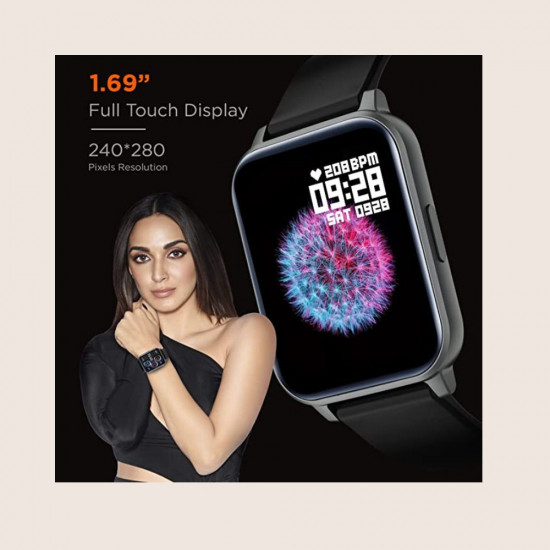 1.69”
Full Touch Display
240*280
Pixels Resolution
208 BPM
09:28
SAT 0928